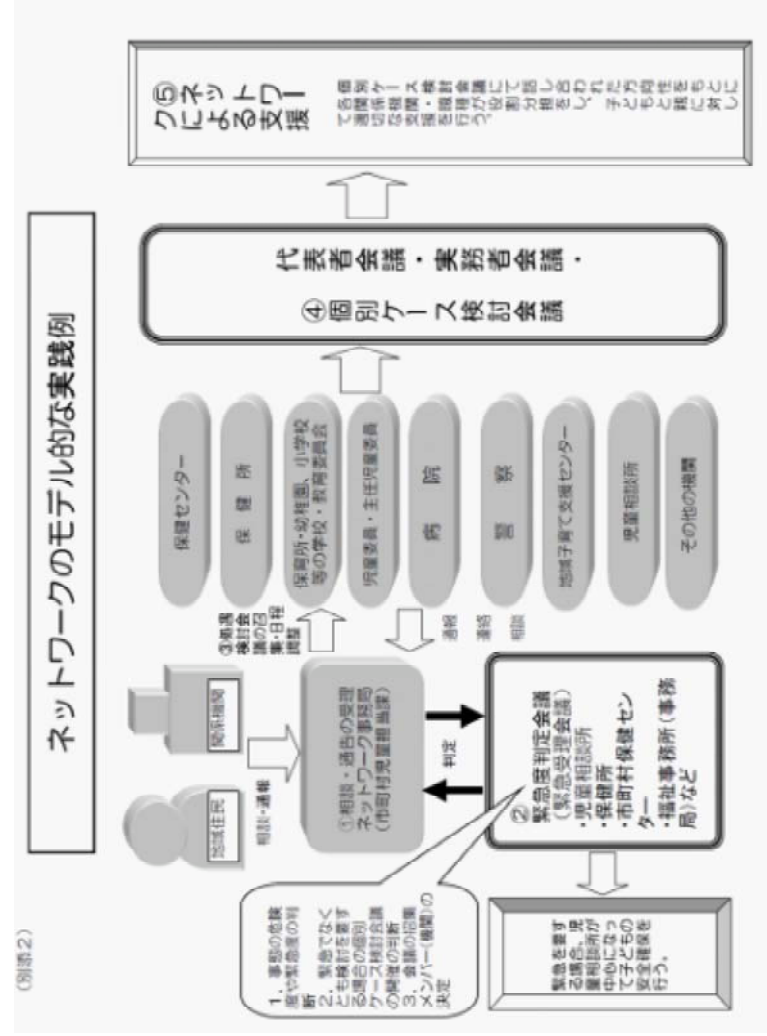 (別添2)
ネットワークのモデル的な実践例
地域住民
関係機関
相談・通報
①相談・通告の受理
ネットワーク事務局
(市町村児童担当課)
判定
②
緊急度判定会議
(緊急受理会議)
・児童相談所
・保健所
・市町村保健セン
ター
・福祉事務所(事務
局)など
1、事態の危険
度や緊急度の判
断
2、緊急でなく
とも検討を要す
る場合の個別
ケース検討会議
の開催の判断
3、会議の招集
メンバー(機関)の
決定
緊急を要す
る場合、児
童相談所が
中心になっ
て子どもの
安全確保を
行う。
③処遇
検討会
議の召
集・日程
調整
通報
連絡
相談
保健センター
保健所
保育所・幼稚園、小学校
等の学校・教育委員会
児童委員・主任児童委員
病院
警察
地域子育て支援センター
児童相談所
その他の機関
代表者会議・実務者会議・
④個別ケース検討会議
⑤ネットワー
クによる支援
個別ケース検討会議にて話し合われた方向性をもとに
各関係機関・職種が役割分担をし、子どもと親に対し
て適切な支援を行う。